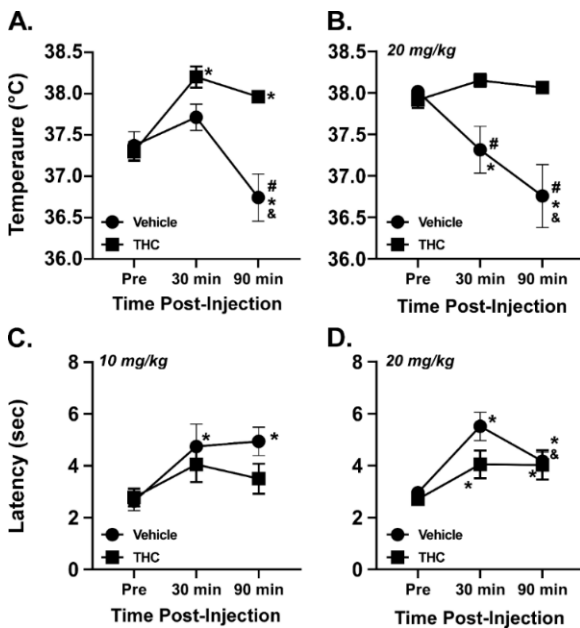 A.
Temperaure (°C)
38.5
38.0
37.5
37.0
36.5
36.0
*
*
#
*
&
Vehicle
THC
Pre 30 min 90 min
Time Post-Injection
B.
20 mg/kg
38.5
38.0
37.5
37.0
36.5
36.0
#
*
#
*
&
Vehicle
THC
Pre 30 min 90 min
Time Post-Injection
C.
10 mg/kg
Latency (sec)
8
6
4
2
0
*
*
Vehicle
THC
Pre 30 min 90 min
Time Post-Injection
D.
20 mg/kg
8
6
4
2
0
*
*
&
*
*
Vehicle
THC
Pre 30 min 90 min
Time Post-Injection